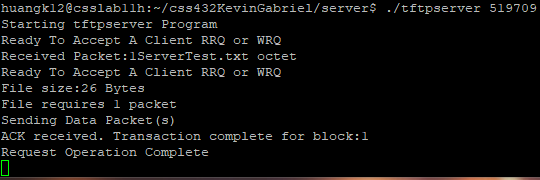 huangk12@csslab11h:~/css432KevinGabriel/server$ ./tftpserver 519709
Starting tftpserver Program
Ready To Accept A Client RRQ or WRQ
Received Packet:1ServerTest.txt octet
Ready To Accept A Client RRQ or WRQ
File size:26 Bytes
File requires 1 packet
Sending Data Packet(s)
ACK received. Transaction complete for block:1
Request Operation Complete